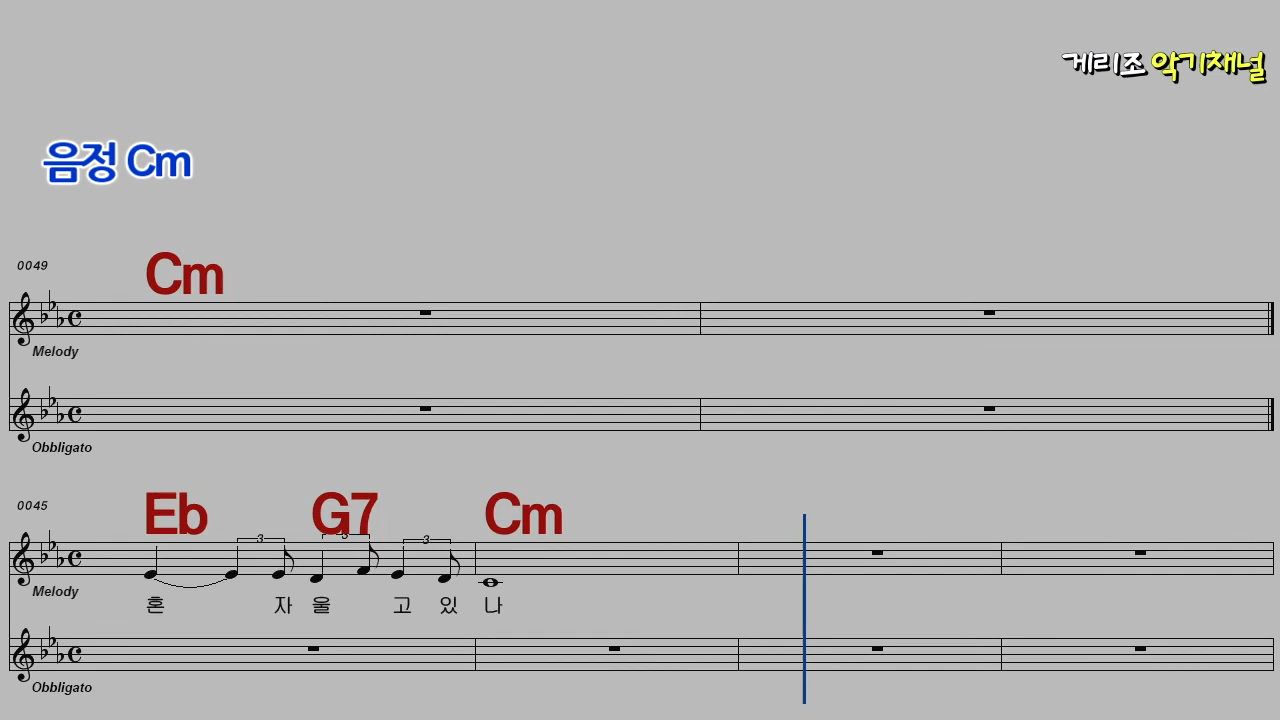 게리조 악기채널
음정 Cm
0049
Cm
Melody
Obbligato
0045
Eb G7 Cm
3 3 3
Melody
혼 자 울 고 있 나
Obbligato